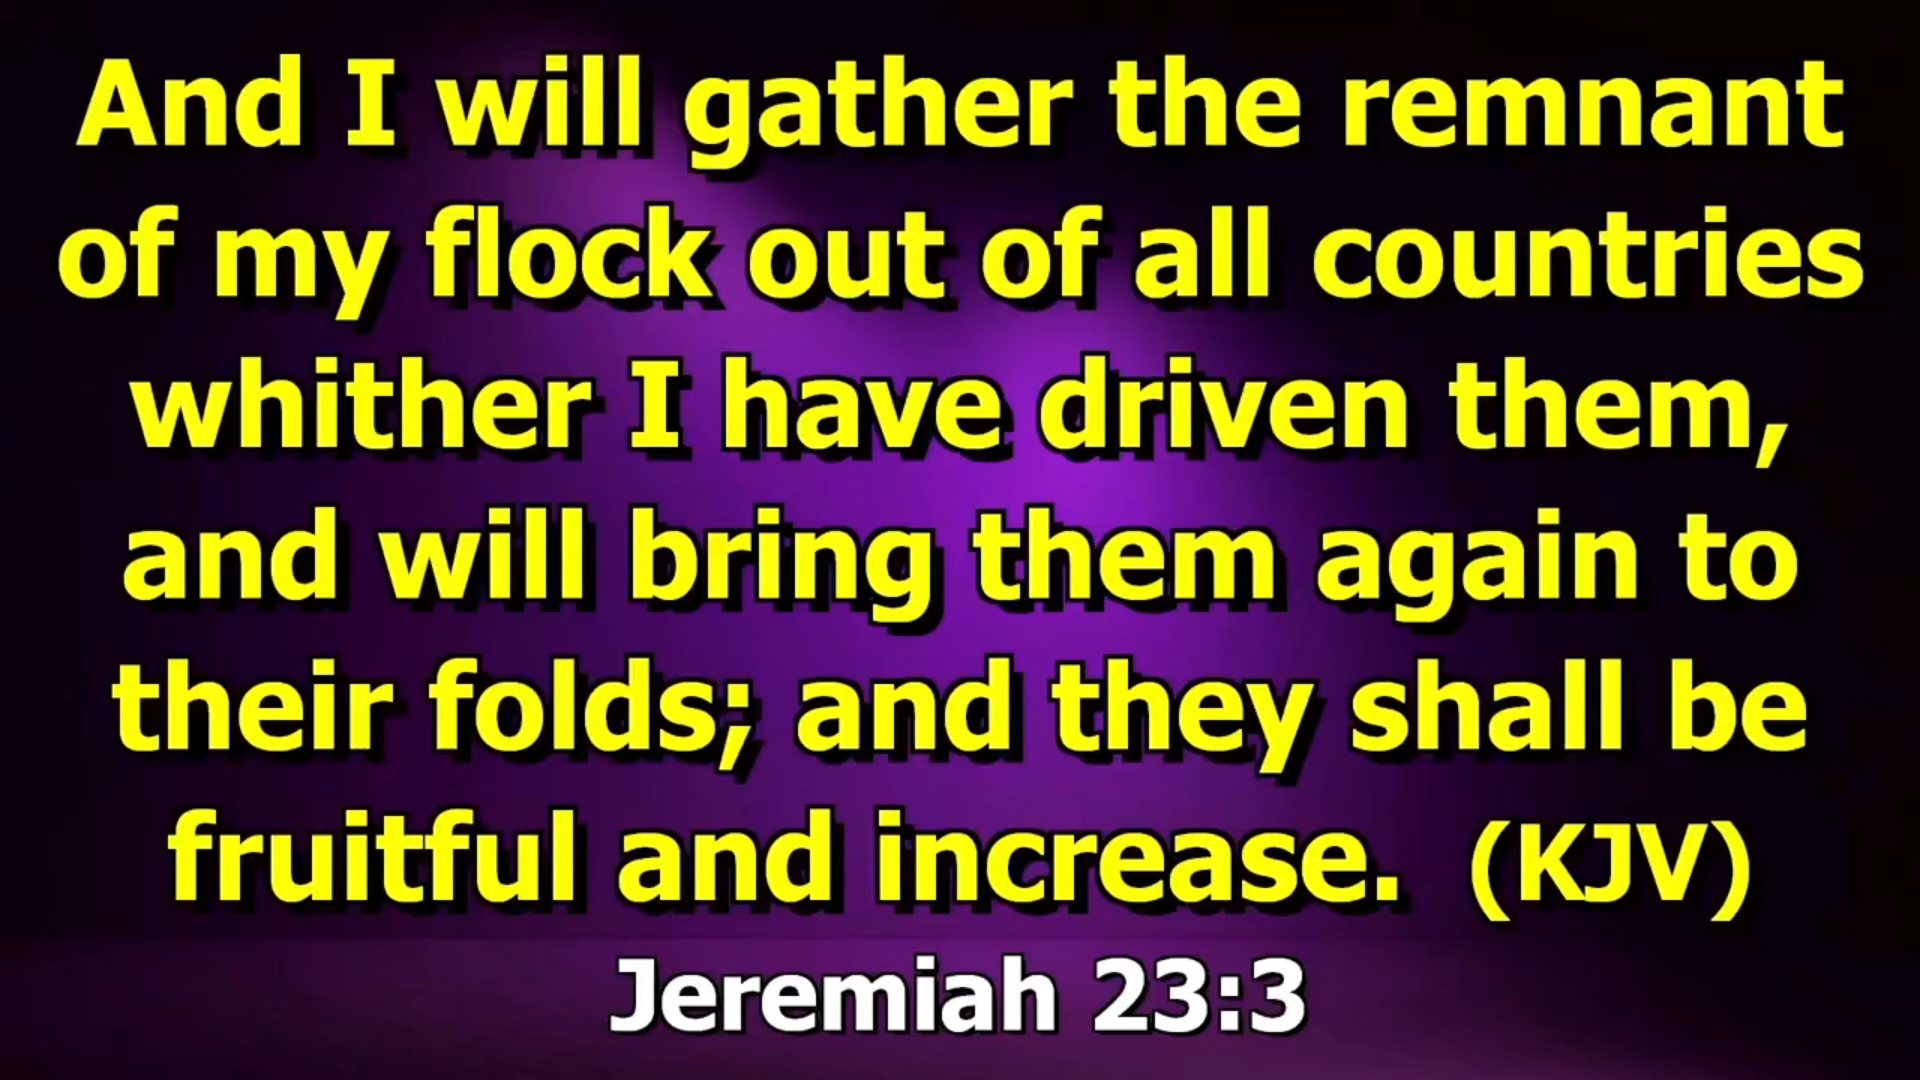 And I will gather the remnant
of my flock out of all countries
whither I have driven them,
and will bring them again to
their folds; and they shall be
fruitful and increase.  (KJV)
Jeremiah 23:3